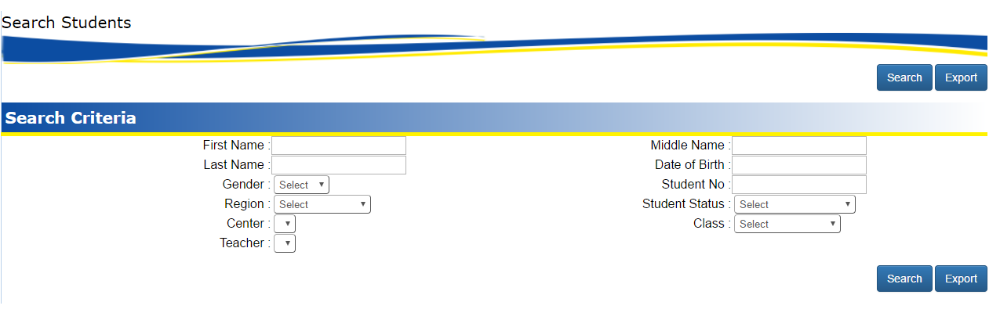 Search Students
Search Export
Search Criteria
First Name : Middle Name :
Last Name : Date of Birth :
Gender : Select Student No :
Region : Select Student Status : Select
Center : Class : Select
Teacher :
Search Export